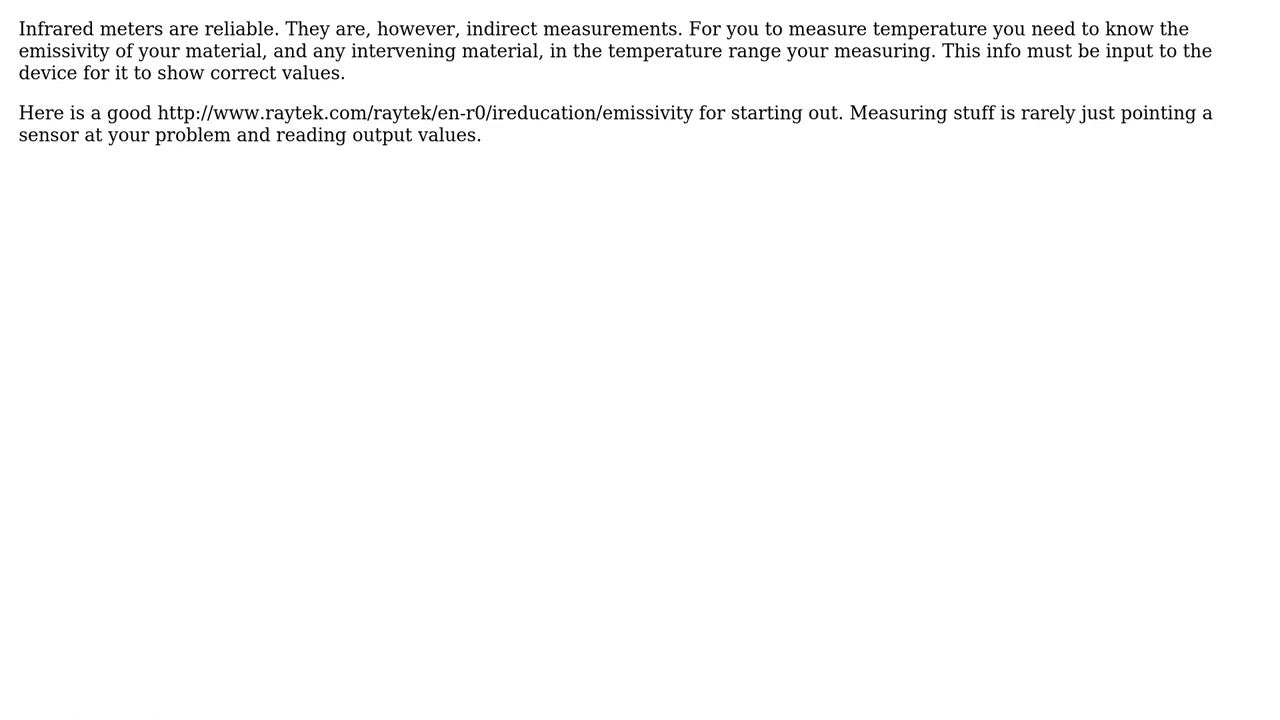 Infrared meters are reliable. They are, however, indirect measurements. For you to measure temperature you need to know the
emissivity of your material, and any intervening material, in the temperature range your measuring. This info must be input to the
device for it to show correct values.
Here is a good http://www.raytek.com/raytek/en-r0/ireducation/emissivity for starting out. Measuring stuff is rarely just pointing a
sensor at your problem and reading output values.